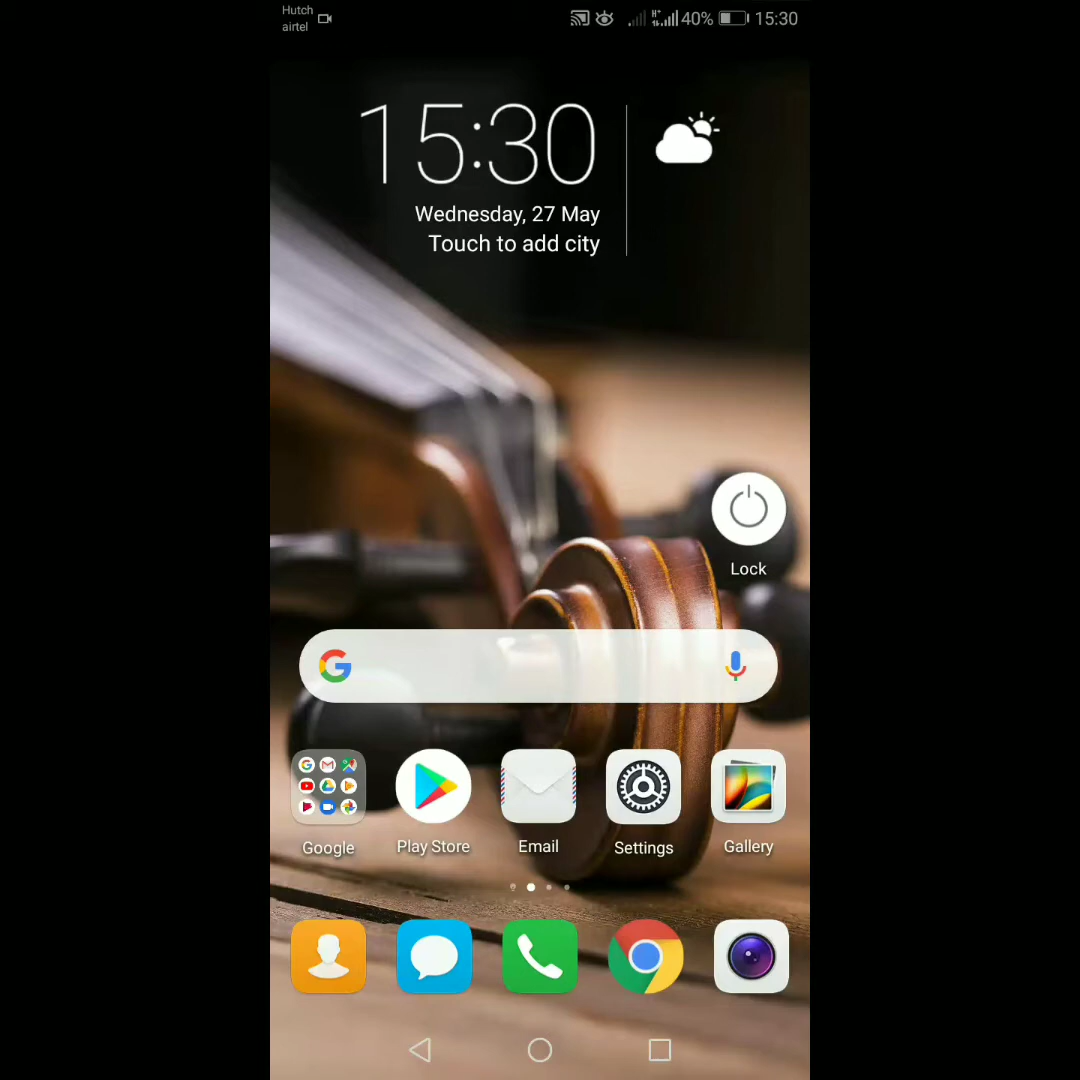 Hutch
airtel
40% 15:30
15:30
Wednesday, 27 May
Touch to add city
Lock
Google Play Store Email Settings Gallery